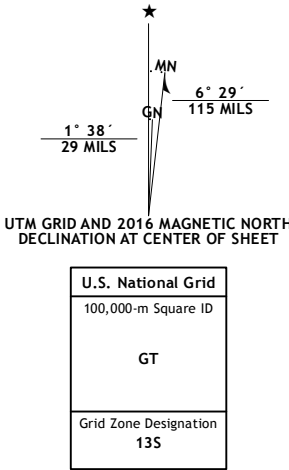 ★
MN
GN
6° 29´
115 MILS
1° 38´
29 MILS
UTM GRID AND 2016 MAGNETIC NORTH
DECLINATION AT CENTER OF SHEET
U.S. National Grid
100,000-m Square ID
GT
Grid Zone Designation
13S